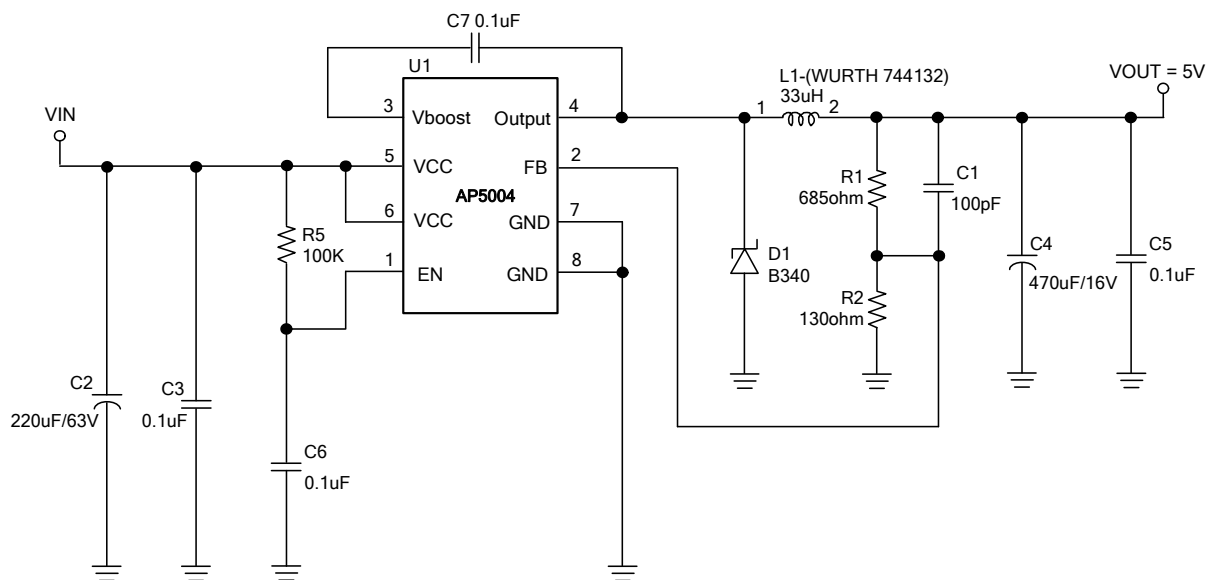 C7 0.1uF
U1
L1-(WURTH 744132)
33uH
VOUT = 5V
VIN
3
Vboost
Output
4
1
2
5
VCC
FB
2
AP5004
6
VCC
GND
7
1
EN
GND
8
R5
100K
R1
685ohm
C1
100pF
D1
B340
R2
130ohm
C4
470uF/16V
C5
0.1uF
C2
220uF/63V
C3
0.1uF
C6
0.1uF